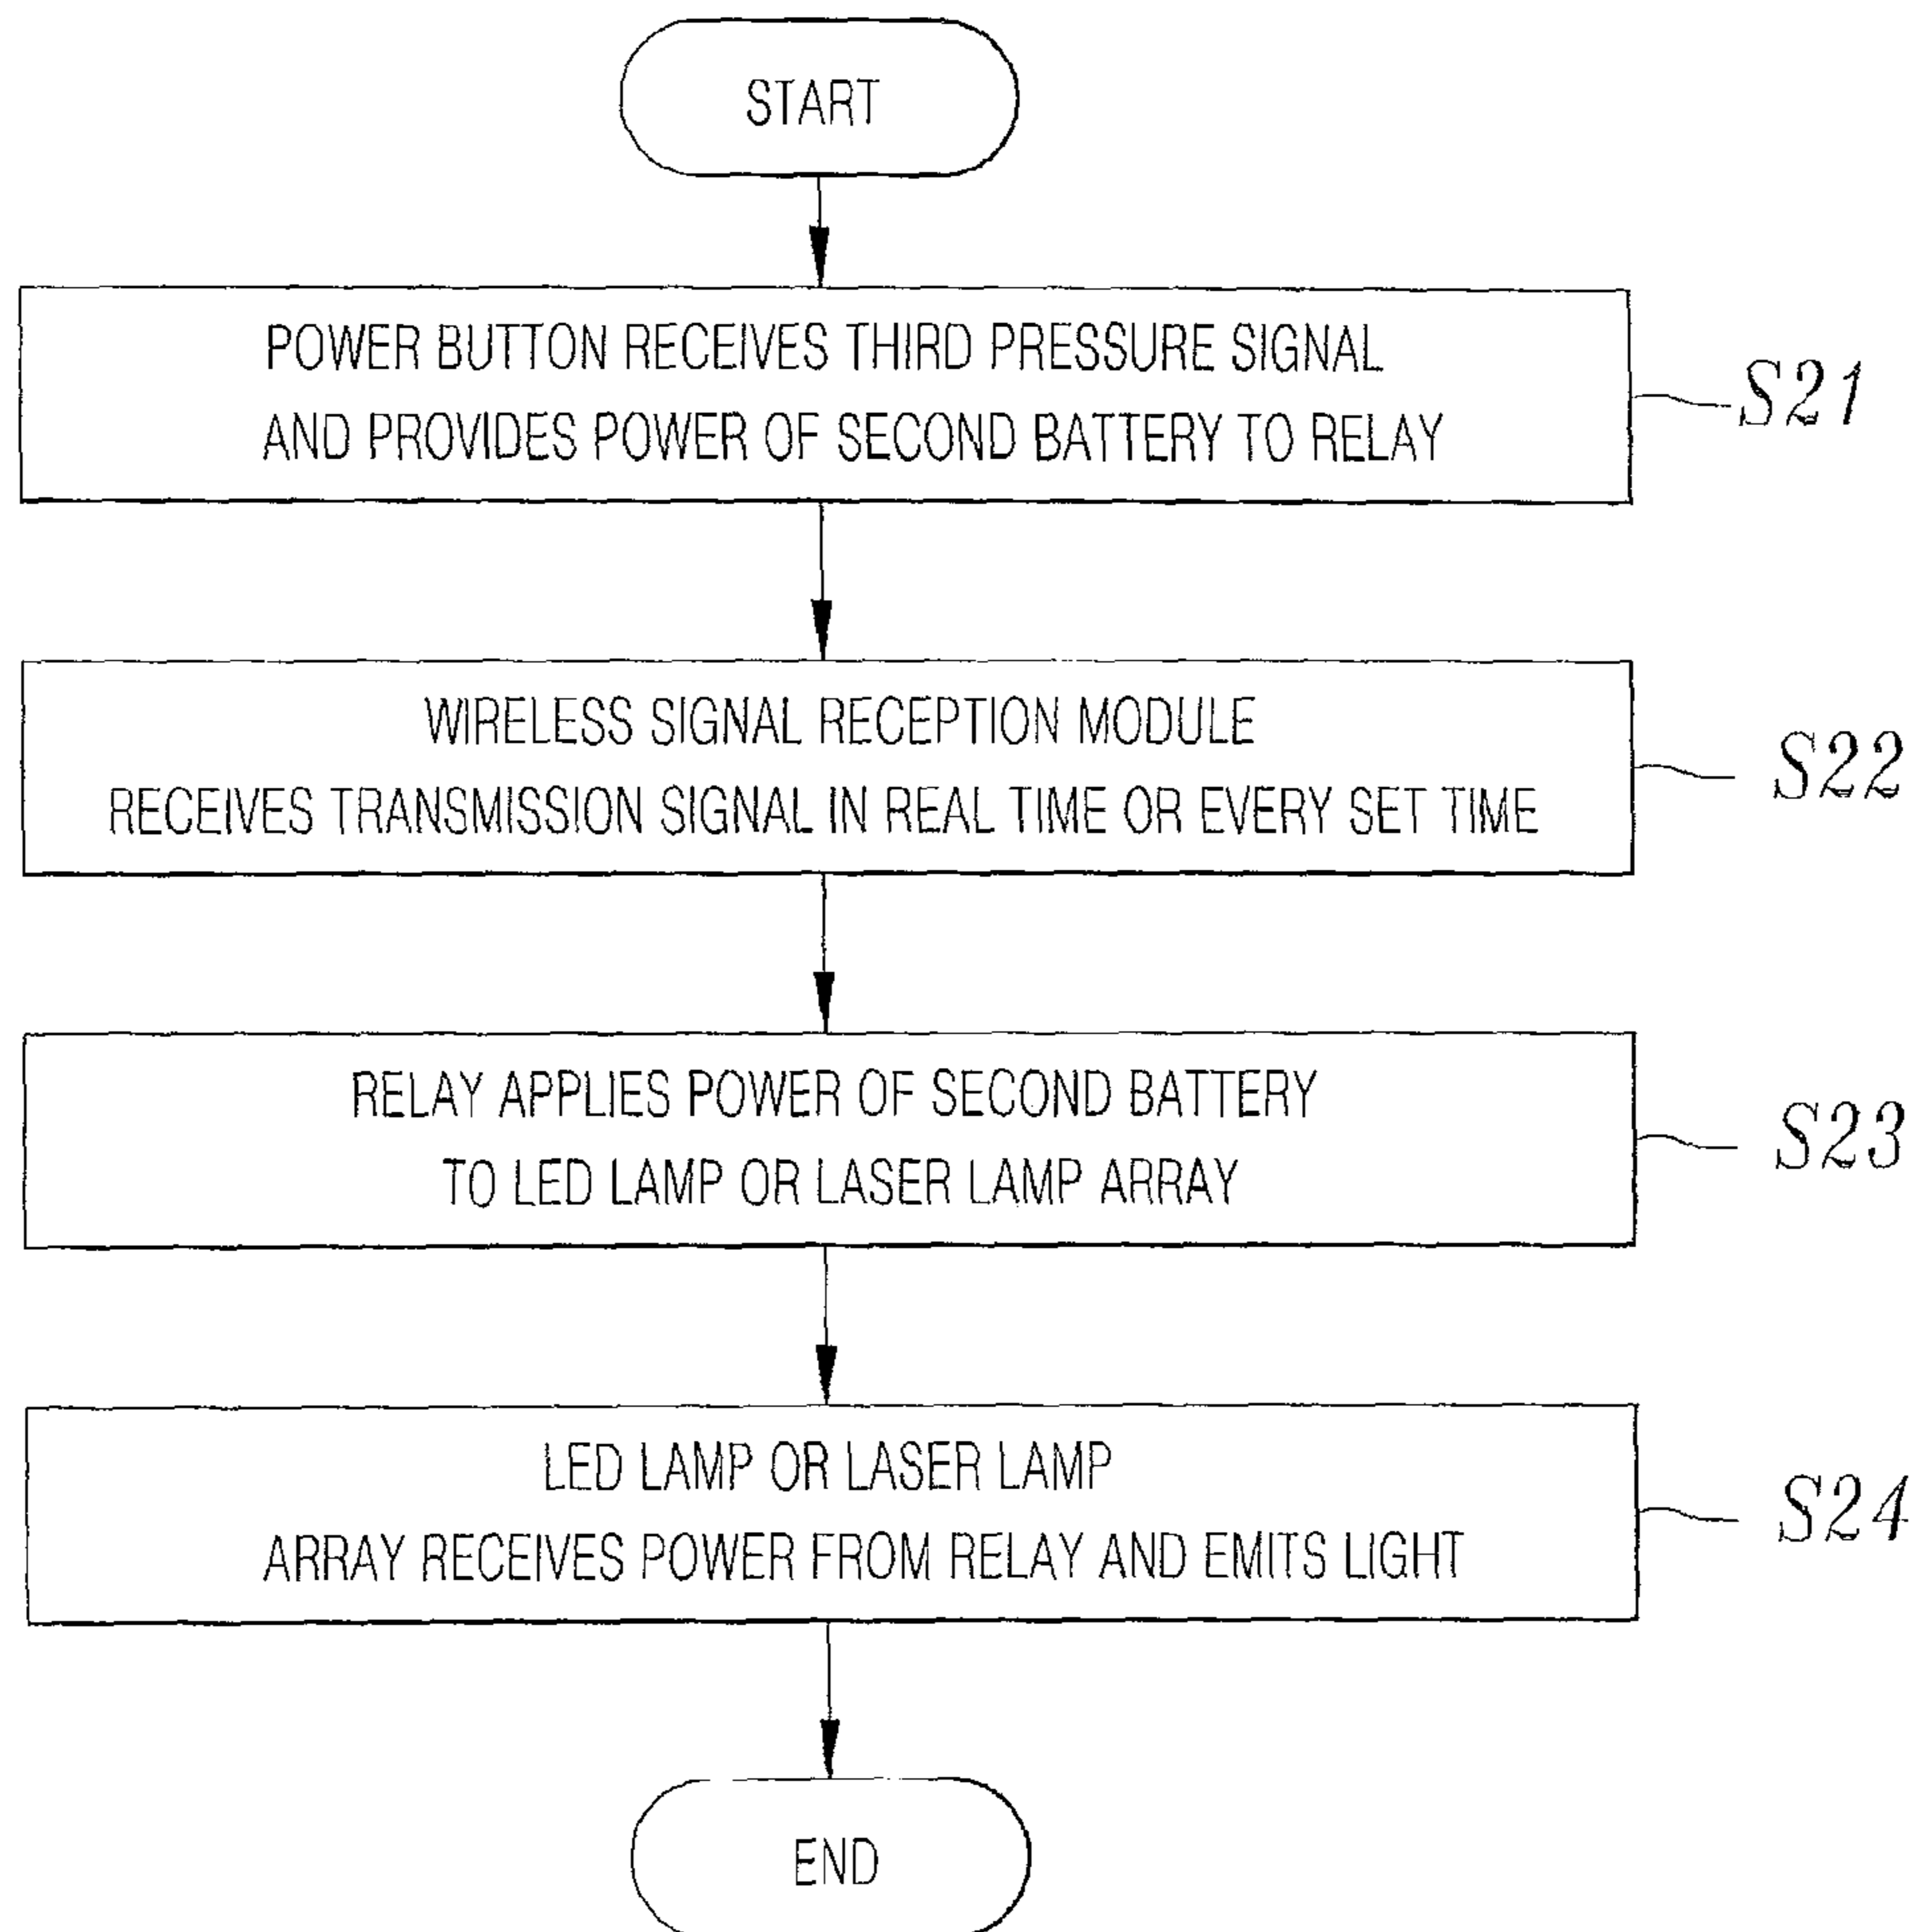 START
POWER BUTTON RECEIVES THIRD PRESSURE SIGNAL
AND PROVIDES POWER OF SECOND BATTERY TO RELAY
S21
WIRELESS SIGNAL RECEPTION MODULE
RECEIVES TRANSMISSION SIGNAL IN REAL TIME OR EVERY SET TIME
S22
RELAY APPLIES POWER OF SECOND BATTERY
TO LED LAMP OR LASER LAMP ARRAY
S23
LED LAMP OR LASER LAMP
ARRAY RECEIVES POWER FROM RELAY AND EMITS LIGHT
S24
END